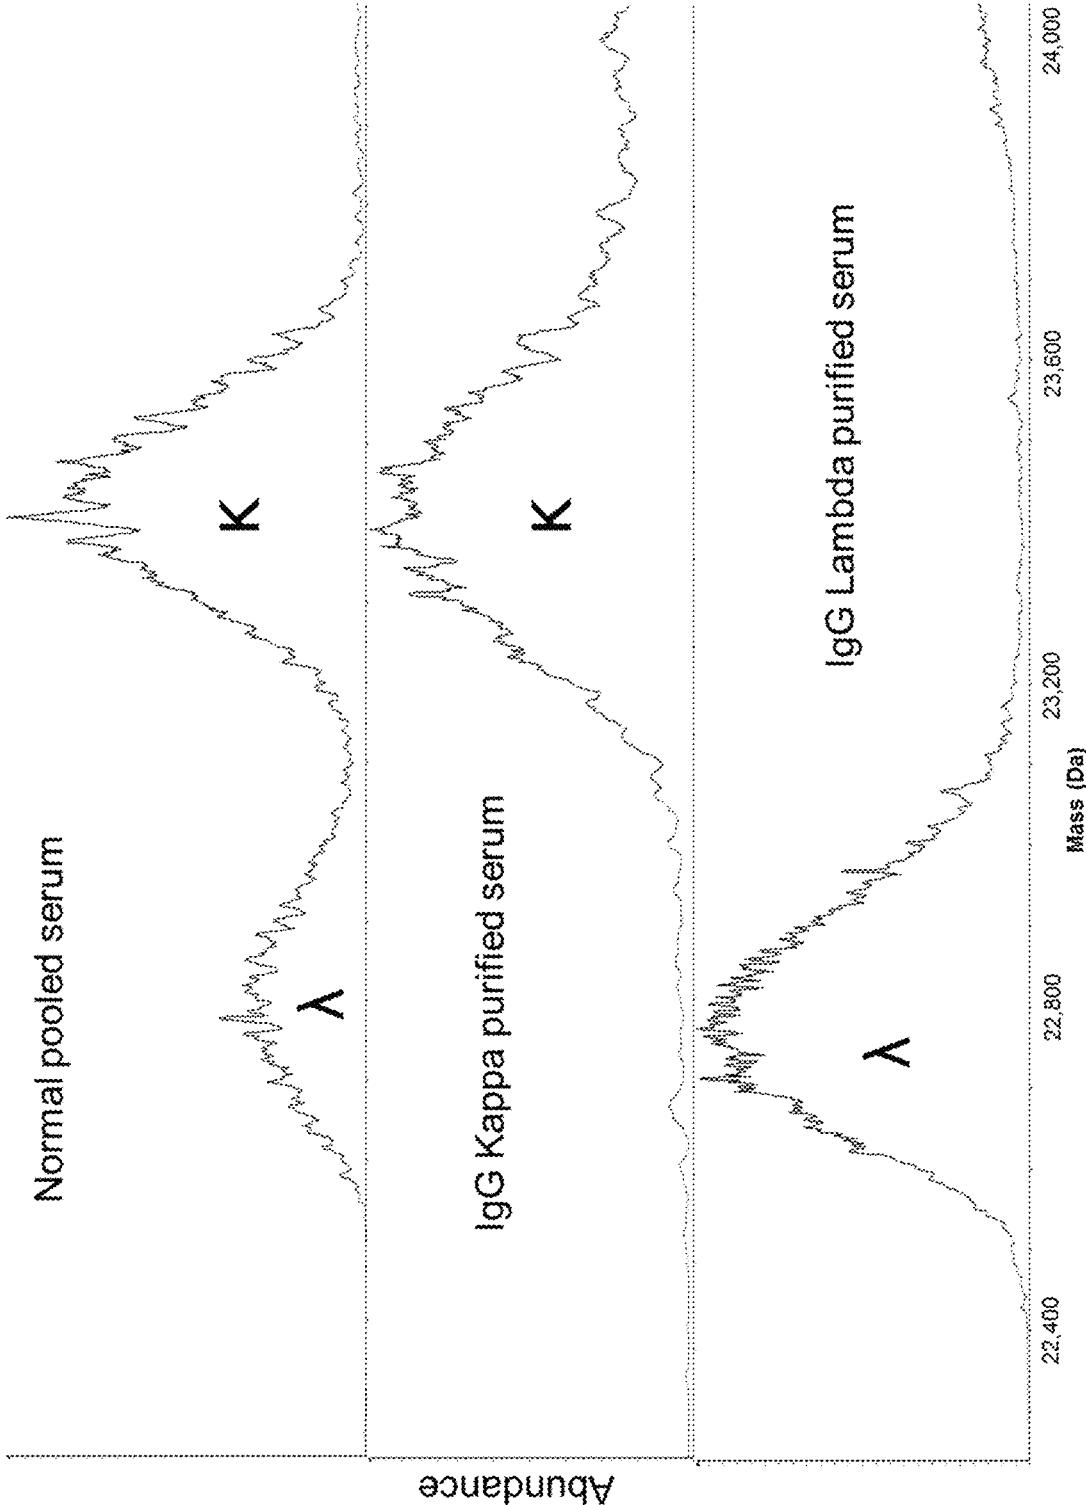 Normal pooled serum
λ
K
IgG Kappa purified serum
K
IgG Lambda purified serum
λ
Abundance
22,400
22,800
23,200
23,600
24,000
Mass (Da)